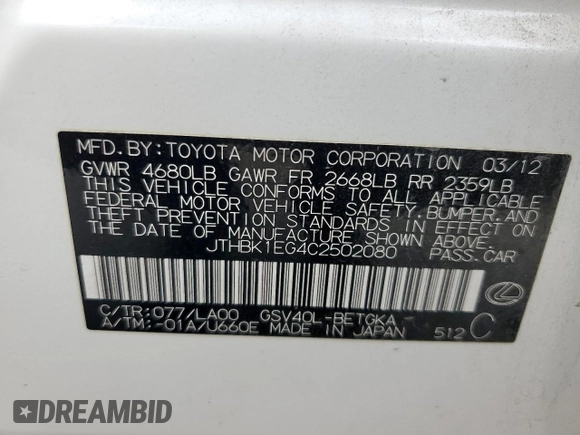 MFD.BY:TOYOTA MOTOR CORPORATION 03/12
GVWR 4680LB GAWR FR 2668LB RR 2359LB
THIS VEHICLE CONFORMS TO ALL APPLICABLE
FEDERAL MOTOR VEHICLE SAFETY,BUMPER,AND
THEFT PREVENTION STANDARDS IN EFFECT ON
THE DATE OF MANUFACTURE SHOWN ABOVE.
JTHBK1EG4C2502080 PASS.CAR
C/TR:077/LA00 GSV40L-BETGKA
A/TM:-01A/U660E MADE IN JAPAN 512 C
DREAMBID